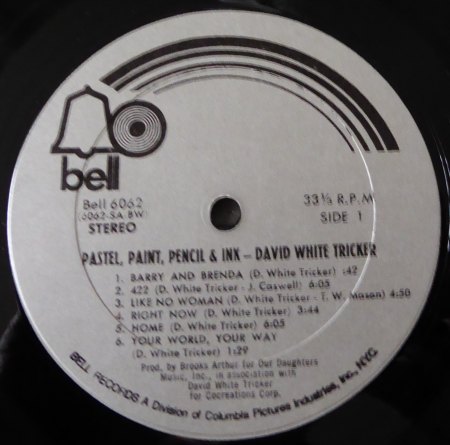 bell
Bell 6062
(6062-SA-BW)
STEREO
33⅓ R.P.M
SIDE 1
PASTEL, PAINT, PENCIL & INK – DAVID WHITE TRICKER
1. BARRY AND BRENDA (D. White Tricker) :42
2. 422 (D. White Tricker - J. Caswell) 6:05
3. LIKE NO WOMAN (D. White Tricker - T. W. Mason) 4:50
4. RIGHT NOW (D. White Tricker) 3:44
5. HOME (D. White Tricker) 6:05
6. YOUR WORLD, YOUR WAY
(D. White Tricker) 1:29
Prod. by Brooks Arthur for Our Daughters
Music, Inc., in association with
David White Tricker
for Cocreations Corp.
BELL RECORDS A Division of Columbia Pictures Industries, Inc., NYC